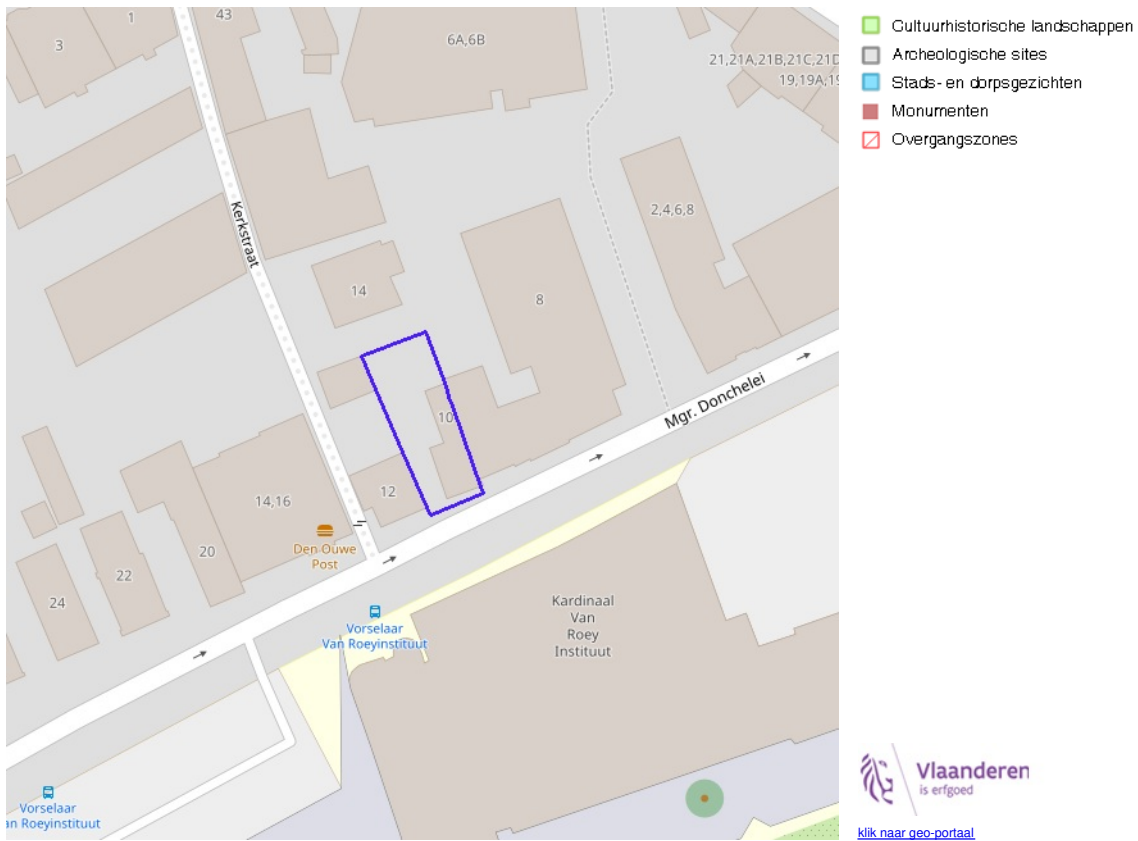 1
43
3
6A,6B
21,21A,21B,21C,21D
19,19A,19
2,4,6,8
Kerkstraat
14
8
Mgr. Donchelei
10
12
14,16
Den Ouwe
Post
20
22
24
Vorselaar
Van Roeyinstituut
Kardinaal
Van
Roey
Instituut
Vorselaar
an Roeyinstituut
Cultuurhistorische landschappen
Archeologische sites
Stads- en dorpsgezichten
Monumenten
Overgangszones
Vlaanderen
is erfgoed
klik naar geo-portaal